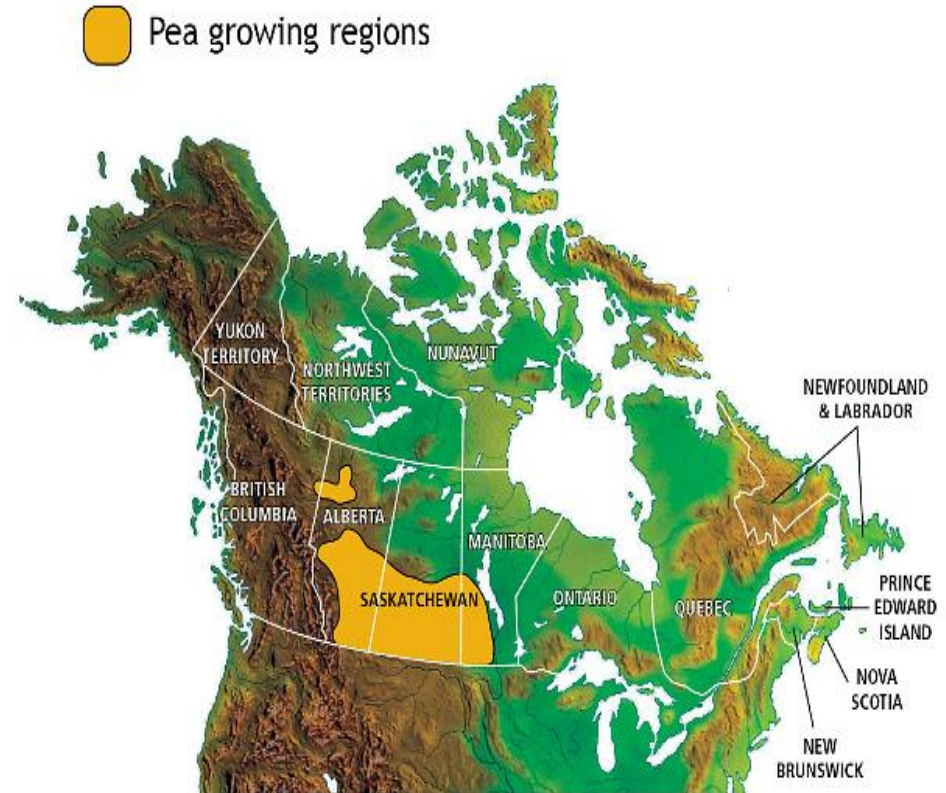 Pea growing regions
YUKON
TERRITORY
NORTHWEST
TERRITORIES
NUNAVUT
NEWFOUNDLAND
& LABRADOR
BRITISH
COLUMBIA
ALBERTA
SASKATCHEWAN
MANITOBA
ONTARIO
QUEBEC
PRINCE
EDWARD
ISLAND
NOVA
SCOTIA
NEW
BRUNSWICK